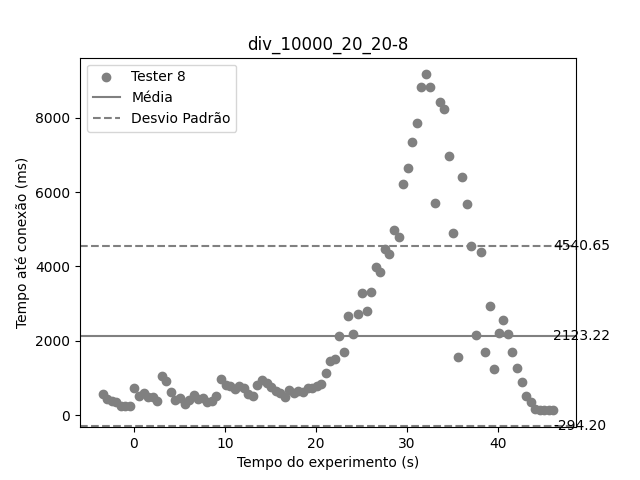 div_10000_20_20-8
Tester 8
Média
Desvio Padrão
Tempo até conexão (ms)
8000
6000
4000
2000
0
4540.65
2123.22
-294.20
0 10 20 30 40
Tempo do experimento (s)